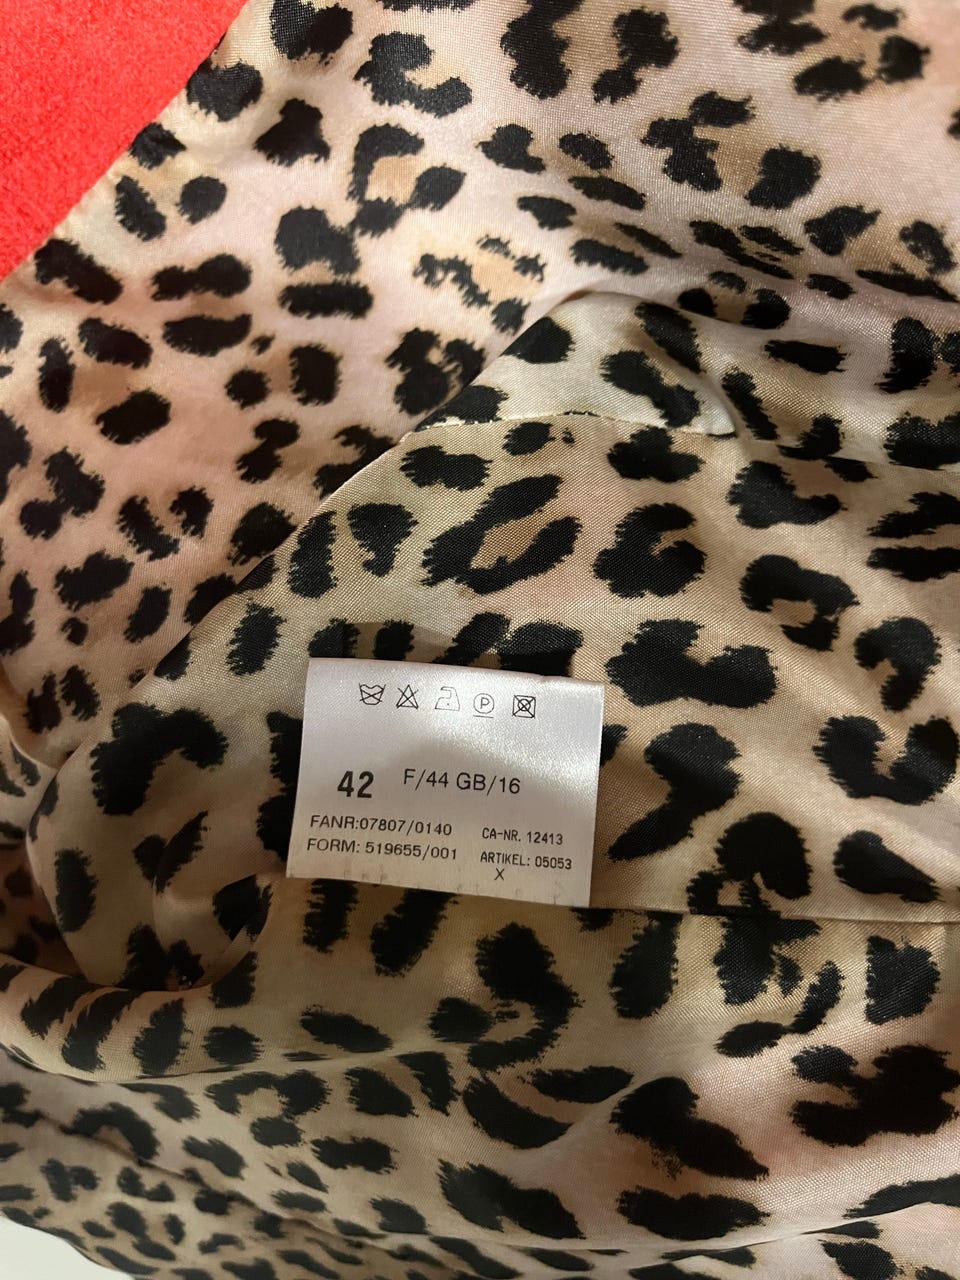 P
42 F/44 GB/16
FANR:07807/0140 CA-NR. 12413
FORM: 519655/001 ARTIKEL: 05053
X